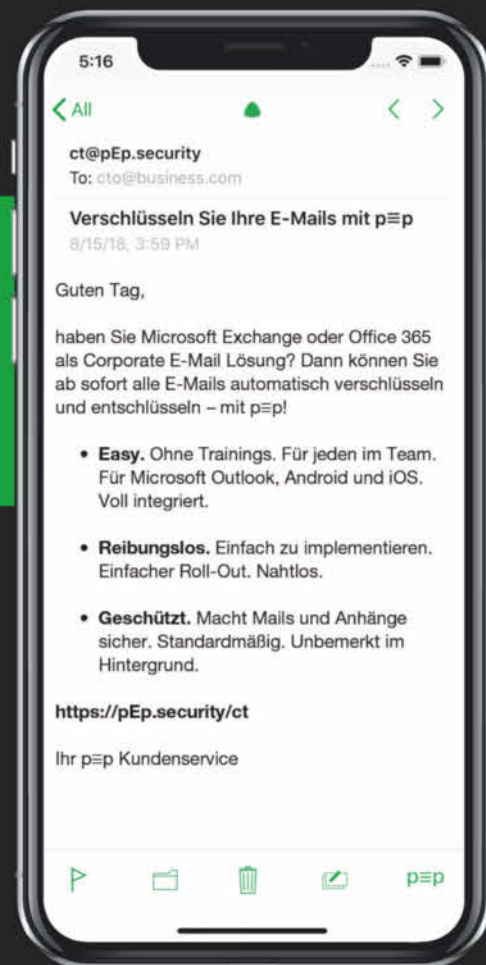 5:16
All
ct@pEp.security
To: cto@business.com
Verschlüsseln Sie Ihre E-Mails mit p≡p
8/15/18, 3:59 PM
Guten Tag,
haben Sie Microsoft Exchange oder Office 365
als Corporate E-Mail Lösung? Dann können Sie
ab sofort alle E-Mails automatisch verschlüsseln
und entschlüsseln – mit p≡p!
• Easy. Ohne Trainings. Für jeden im Team.
Für Microsoft Outlook, Android und iOS.
Voll integriert.
• Reibungslos. Einfach zu implementieren.
Einfacher Roll-Out. Nahtlos.
• Geschützt. Macht Mails und Anhänge
sicher. Standardmäßig. Unbemerkt im
Hintergrund.
https://pEp.security/ct
Ihr p≡p Kundenservice
p≡p